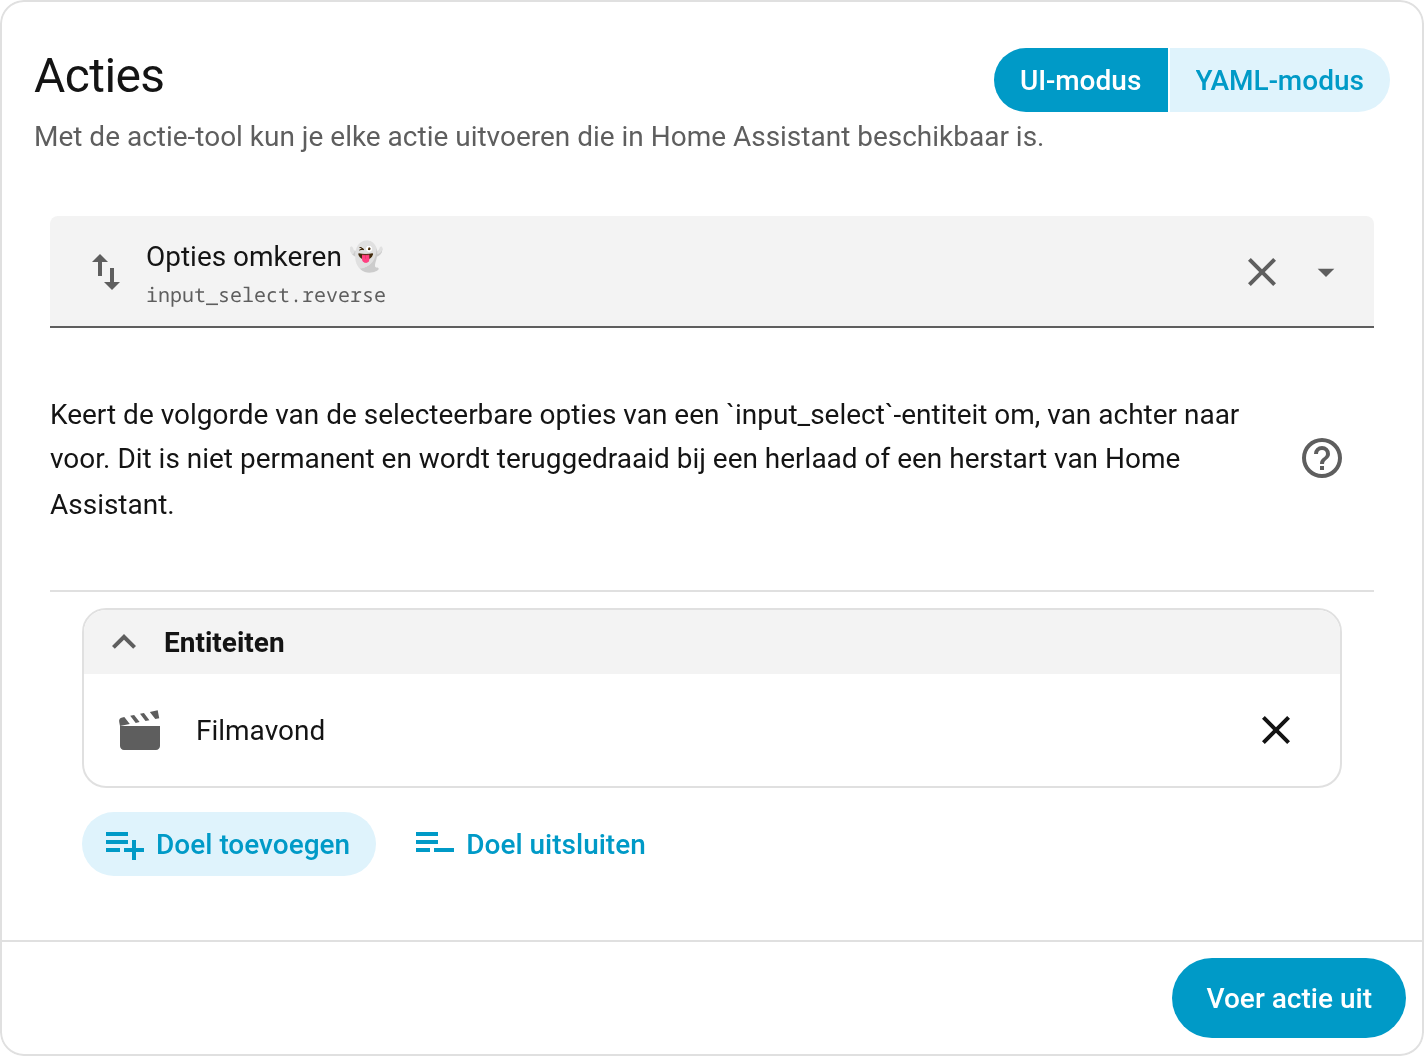 Acties
UI-modus
YAML-modus
Met de actie-tool kun je elke actie uitvoeren die in Home Assistant beschikbaar is.
Opties omkeren 👻
input_select.reverse
Keert de volgorde van de selecteerbare opties van een `input_select`-entiteit om, van achter naar
voor. Dit is niet permanent en wordt teruggedraaid bij een herlaad of een herstart van Home
Assistant.
Entiteiten
Filmavond
Doel toevoegen
Doel uitsluiten
Voer actie uit